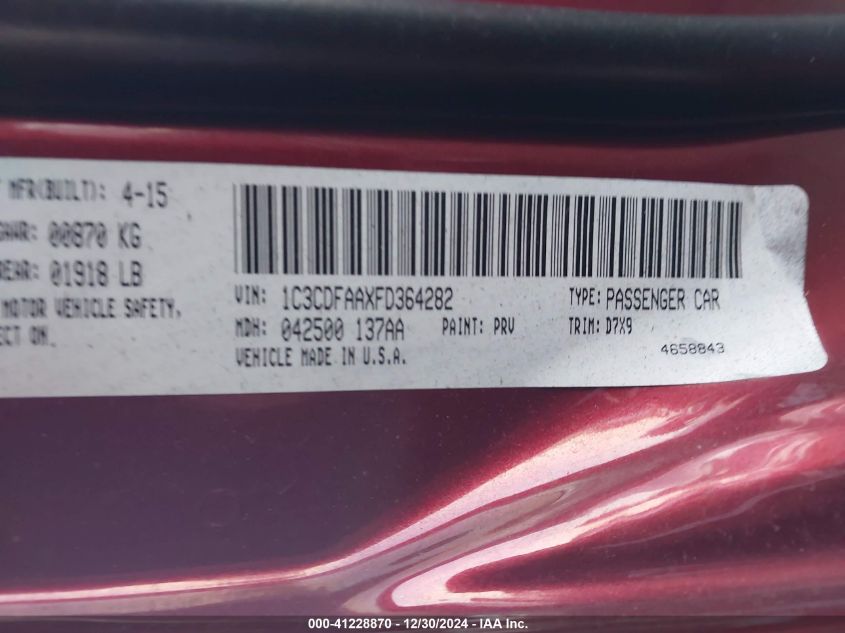 MFR(BUILT): 4-15
GAWR: 00870 KG
REAR: 01918 LB
MOTOR VEHICLE SAFETY,
ECT ON.
VIN: 1C3CDFAAXFD364282 TYPE: PASSENGER CAR
MDH: 042500 137AA PAINT: PRV TRIM: D7X9
VEHICLE MADE IN U.S.A. 4658843
000-41228870 - 12/30/2024 - IAA Inc.